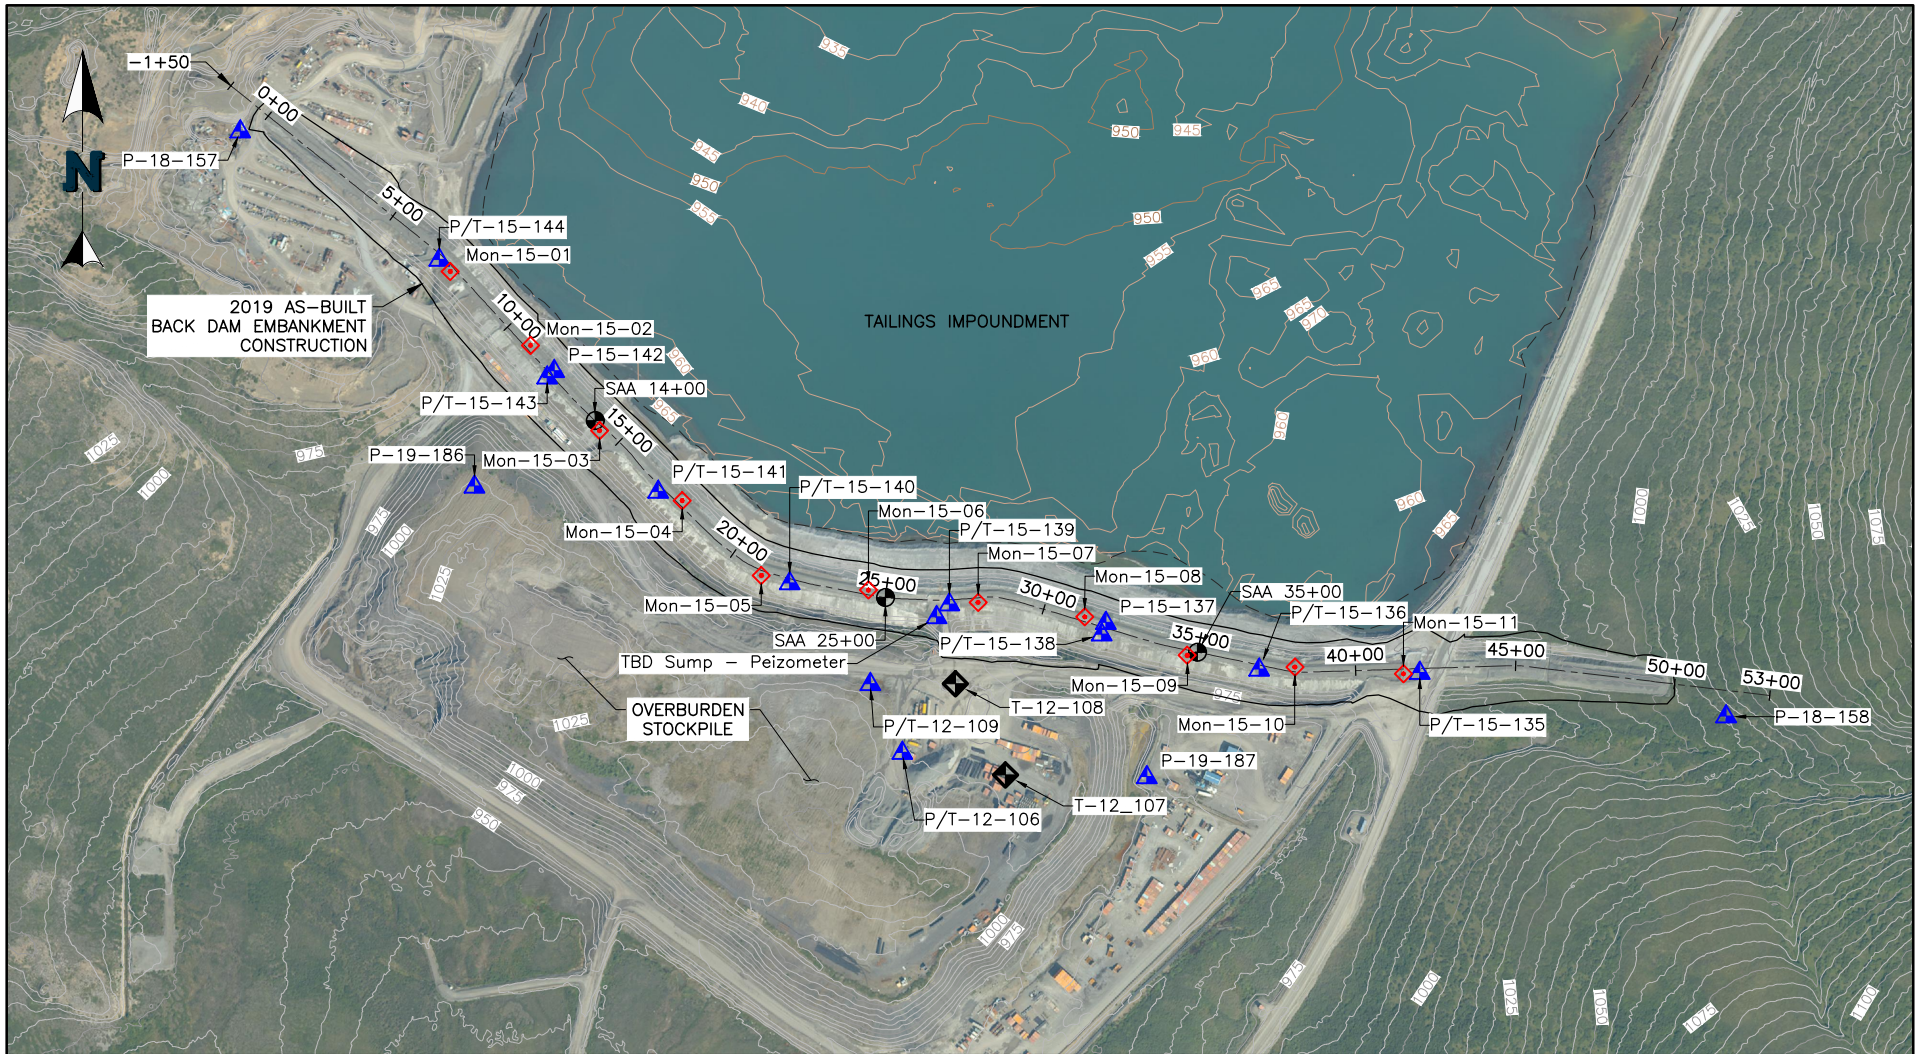 -1+50
0+00
P-18-157
N
5+00
P/T-15-144
Mon-15-01
2019 AS-BUILT
BACK DAM EMBANKMENT
CONSTRUCTION
10+00
Mon-15-02
P-15-142
SAA 14+00
P/T-15-143
15+00
P-19-186
Mon-15-03
P/T-15-141
P/T-15-140
Mon-15-04
Mon-15-06
P/T-15-139
20+00
Mon-15-07
25+00
Mon-15-05
30+00
Mon-15-08
SAA 35+00
P-15-137
P/T-15-136
SAA 25+00
P/T-15-138
35+00
Mon-15-11
TBD Sump - Peizometer
40+00
45+00
50+00
53+00
Mon-15-09
T-12-108
Mon-15-10
P/T-15-135
P-18-158
OVERBURDEN
STOCKPILE
P/T-12-109
P-19-187
T-12_107
P/T-12-106
TAILINGS IMPOUNDMENT
935
940
945
950
955
950
945
950
955
965
965
970
960
960
965
960
960
965
1025
1000
975
975
1000
1025
1025
1000
975
950
975
1000
975
975
1000
1025
1050
1075
1000
1025
1050
1075
1100